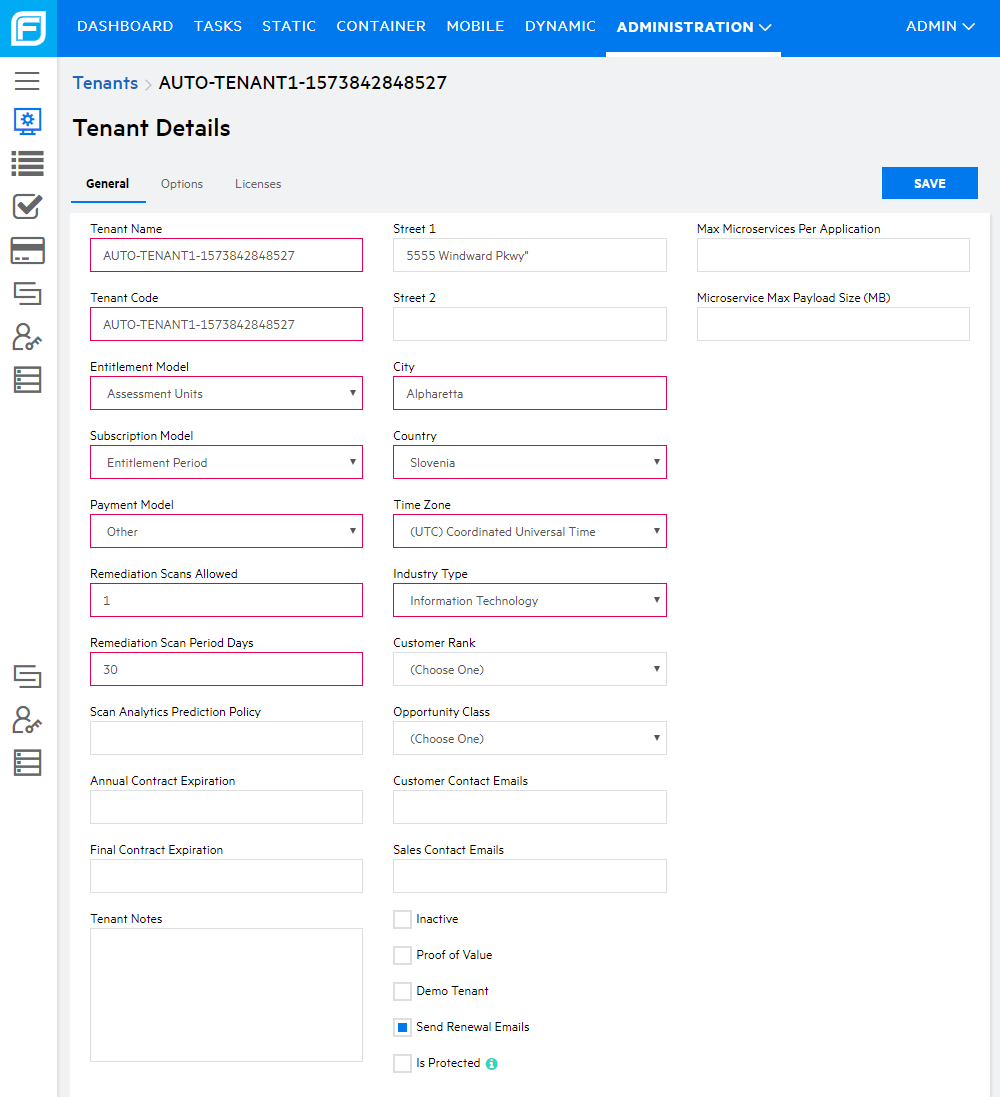 DASHBOARD TASKS STATIC CONTAINER MOBILE DYNAMIC ADMINISTRATION ADMIN
Tenants > AUTO-TENANT1-1573842848527
Tenant Details
General Options Licenses SAVE
Tenant Name
AUTO-TENANT1-1573842848527
Tenant Code
AUTO-TENANT1-1573842848527
Entitlement Model
Assessment Units
Subscription Model
Entitlement Period
Payment Model
Other
Remediation Scans Allowed
1
Remediation Scan Period Days
30
Scan Analytics Prediction Policy
Annual Contract Expiration
Final Contract Expiration
Tenant Notes
Street 1
5555 Windward Pkwy"
Street 2
City
Alpharetta
Country
Slovenia
Time Zone
(UTC) Coordinated Universal Time
Industry Type
Information Technology
Customer Rank
(Choose One)
Opportunity Class
(Choose One)
Customer Contact Emails
Sales Contact Emails
Inactive
Proof of Value
Demo Tenant
Send Renewal Emails
Is Protected
Max Microservices Per Application
Microservice Max Payload Size (MB)